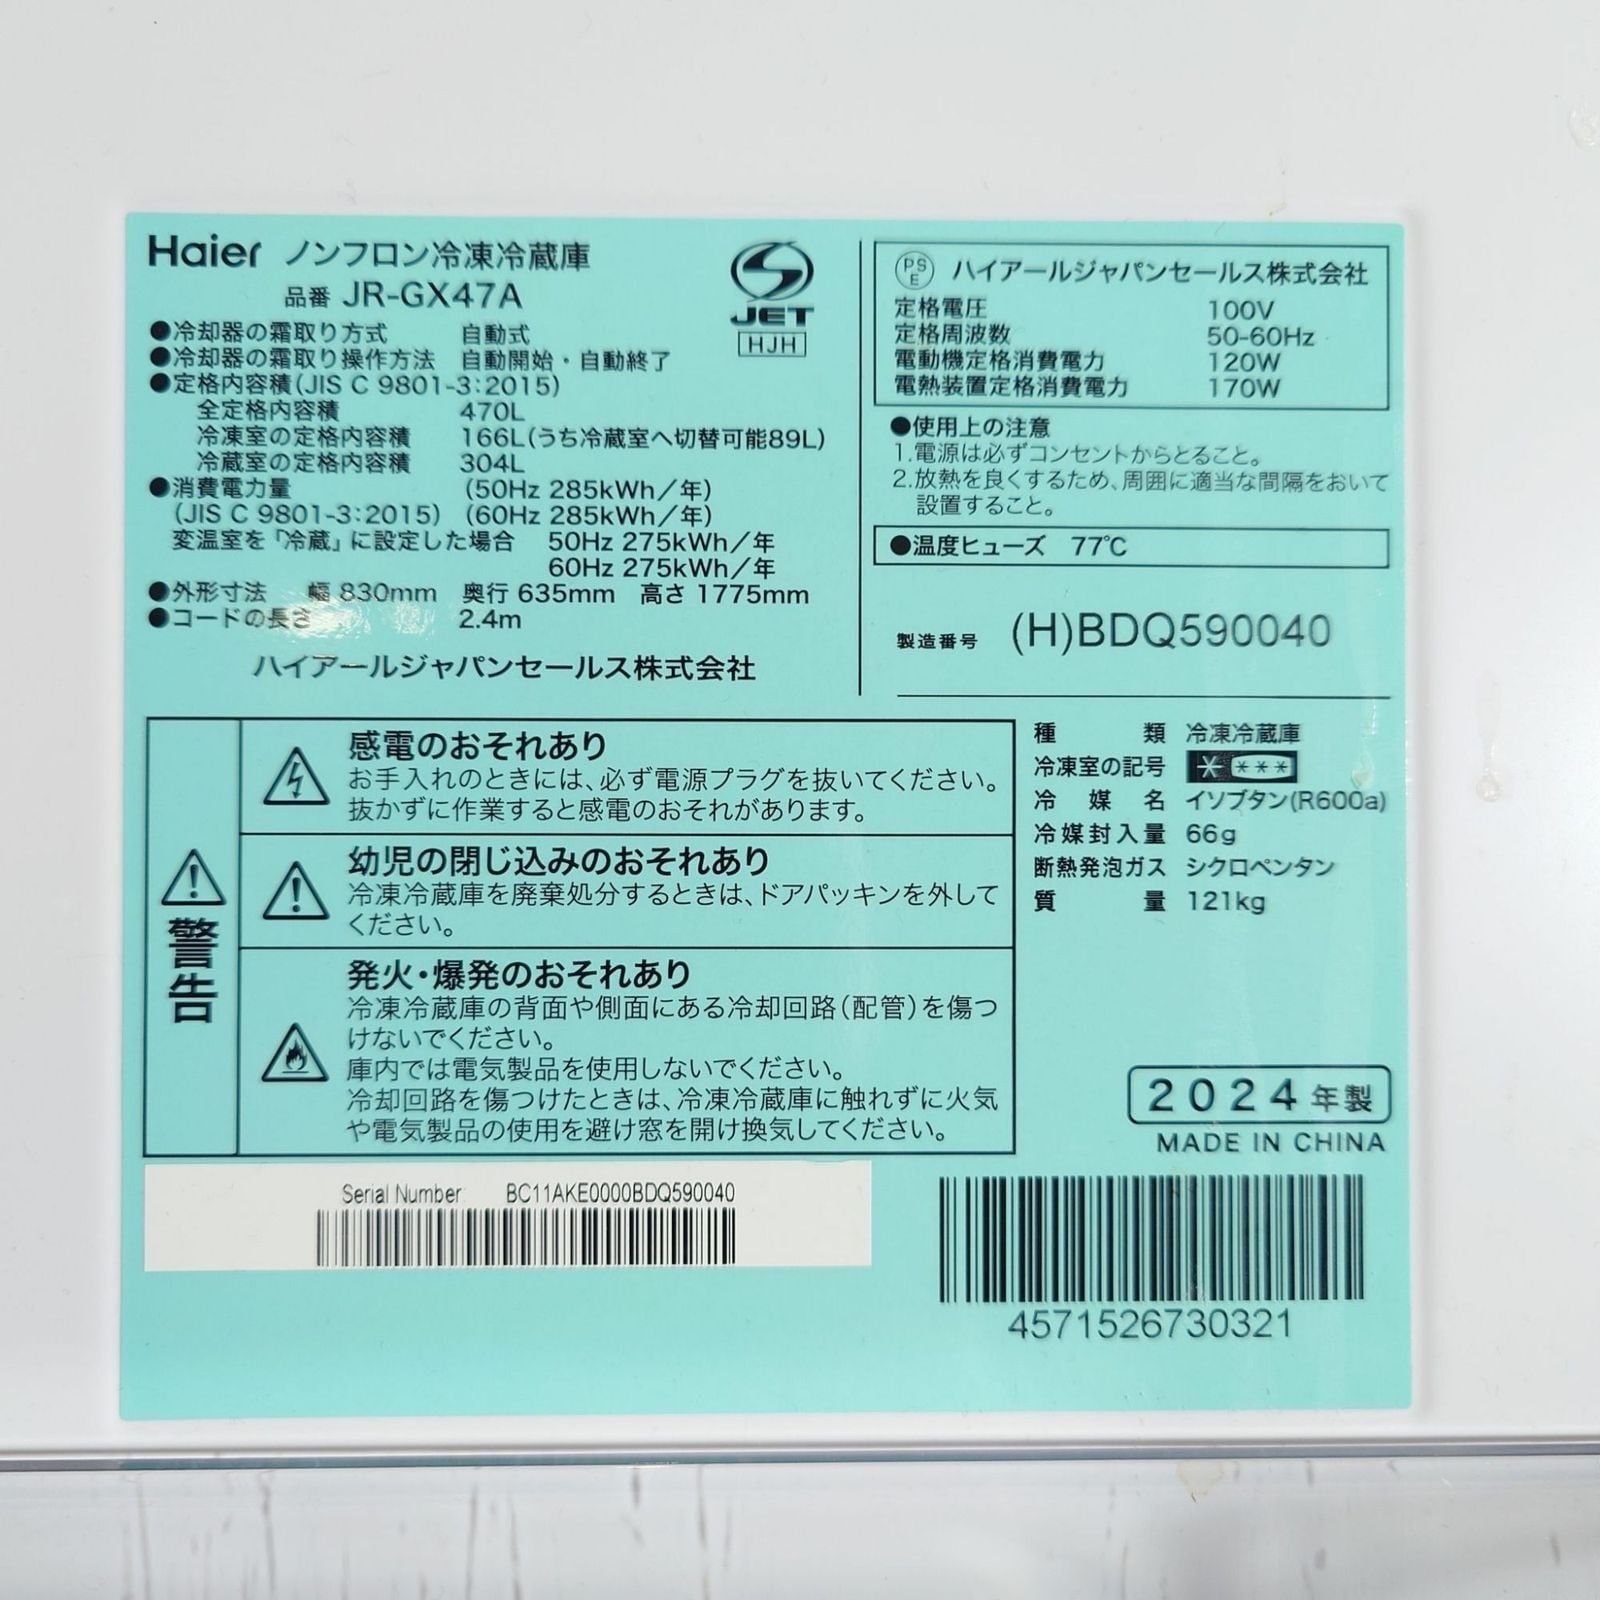 Haier ノンフロン冷凍冷蔵庫
品番 JR-GX47A
JET
HJH
●冷却器の霜取り方式 自動式
●冷却器の霜取り操作方法 自動開始・自動終了
●定格内容積(JIS C 9801-3:2015)
全定格内容積 470L
冷凍室の定格内容積 166L(うち冷蔵室へ切替可能89L)
冷蔵室の定格内容積 304L
●消費電力量 (50Hz 285kWh/年)
(JIS C 9801-3:2015) (60Hz 285kWh/年)
変温室を「冷蔵」に設定した場合 50Hz 275kWh/年
60Hz 275kWh/年
●外形寸法 幅 830mm 奥行 635mm 高さ 1775mm
●コードの長さ 2.4m
ハイアールジャパンセールス株式会社
PSE ハイアールジャパンセールス株式会社
定格電圧 100V
定格周波数 50-60Hz
電動機定格消費電力 120W
電熱装置定格消費電力 170W
●使用上の注意
1.電源は必ずコンセントからとること。
2.放熱を良くするため、周囲に適当な間隔をおいて
設置すること。
●温度ヒューズ 77℃
製造番号 (H)BDQ590040
警告
感電のおそれあり
お手入れのときには、必ず電源プラグを抜いてください。
抜かずに作業すると感電のおそれがあります。
幼児の閉じ込みのおそれあり
冷凍冷蔵庫を廃棄処分するときは、ドアパッキンを外して
ください。
発火・爆発のおそれあり
冷凍冷蔵庫の背面や側面にある冷却回路(配管)を傷つ
けないでください。
庫内では電気製品を使用しないでください。
冷却回路を傷つけたときは、冷凍冷蔵庫に触れずに火気
や電気製品の使用を避け窓を開け換気してください。
種類 冷凍冷蔵庫
冷凍室の記号 * ***
冷媒名 イソブタン(R600a)
冷媒封入量 66g
断熱発泡ガス シクロペンタン
質量 121kg
2024年製
MADE IN CHINA
Serial Number: BC11AKE0000BDQ590040
4571526730321